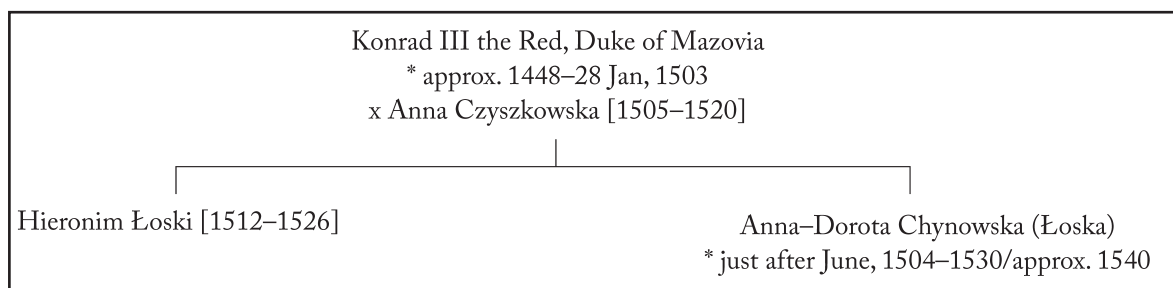 Konrad III the Red, Duke of Mazovia
* approx. 1448–28 Jan, 1503
x Anna Czyszkowska [1505–1520]
Hieronim Łoski [1512–1526]
Anna–Dorota Chynowska (Łoska)
* just after June, 1504–1530/approx. 1540